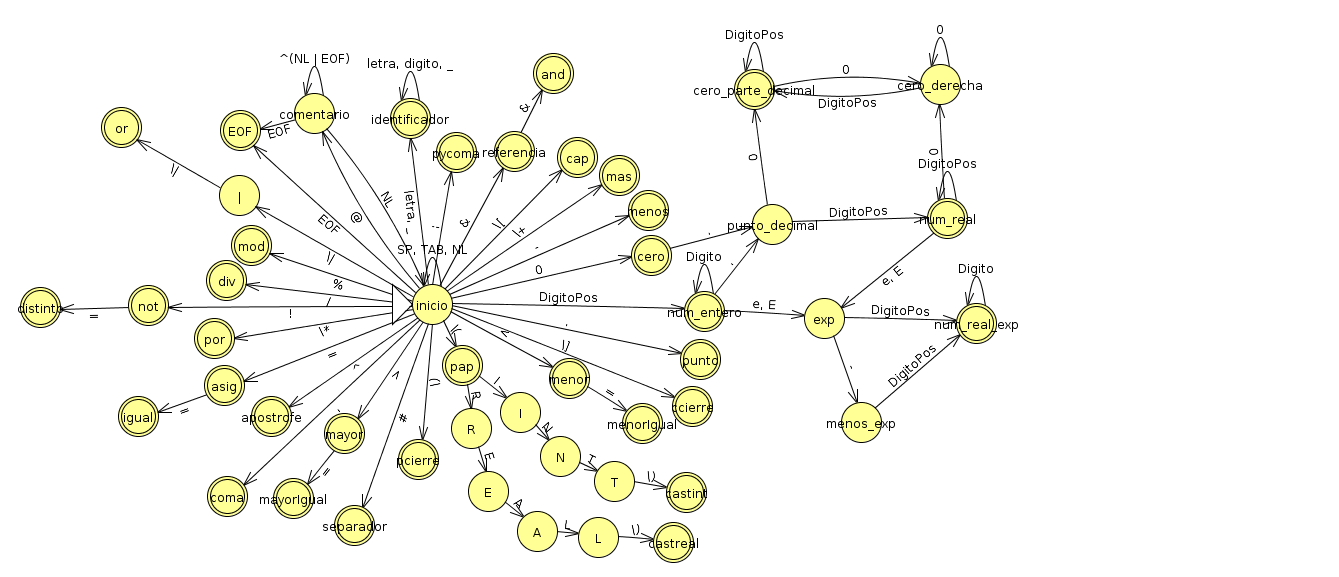 DigitoPos
0
^(NL | EOF)
letra, digito, _
and
cero_parte_decimal
0
cero_derecha
DigitoPos
or
EOF
EOF
comentario
identificador
&
pycoma
referencia
cap
0
0
DigitoPos
\|
|
NL
letra, _
;
&
\[
mas
\+
menos
-
@
EOF
\|
mod
SP, TAB, NL
cero
.
punto_decimal
DigitoPos
num_real
div
%
0
Digito
.
e, E
Digito
distinto
=
not
!
/
inicio
DigitoPos
num_entero
e, E
exp
DigitoPos
num_real_exp
por
\*
\(
.
punto
-
DigitoPos
asig
=
pap
menor
\]
ccierre
menos_exp
igual
=
apostrofe
mayor
\)
R
I
=
menorIgual
#
R
I
N
pcierre
E
N
I
T
\)
castint
coma
=
mayorIgual
E
A
separador
A
L
L
\)
castreal